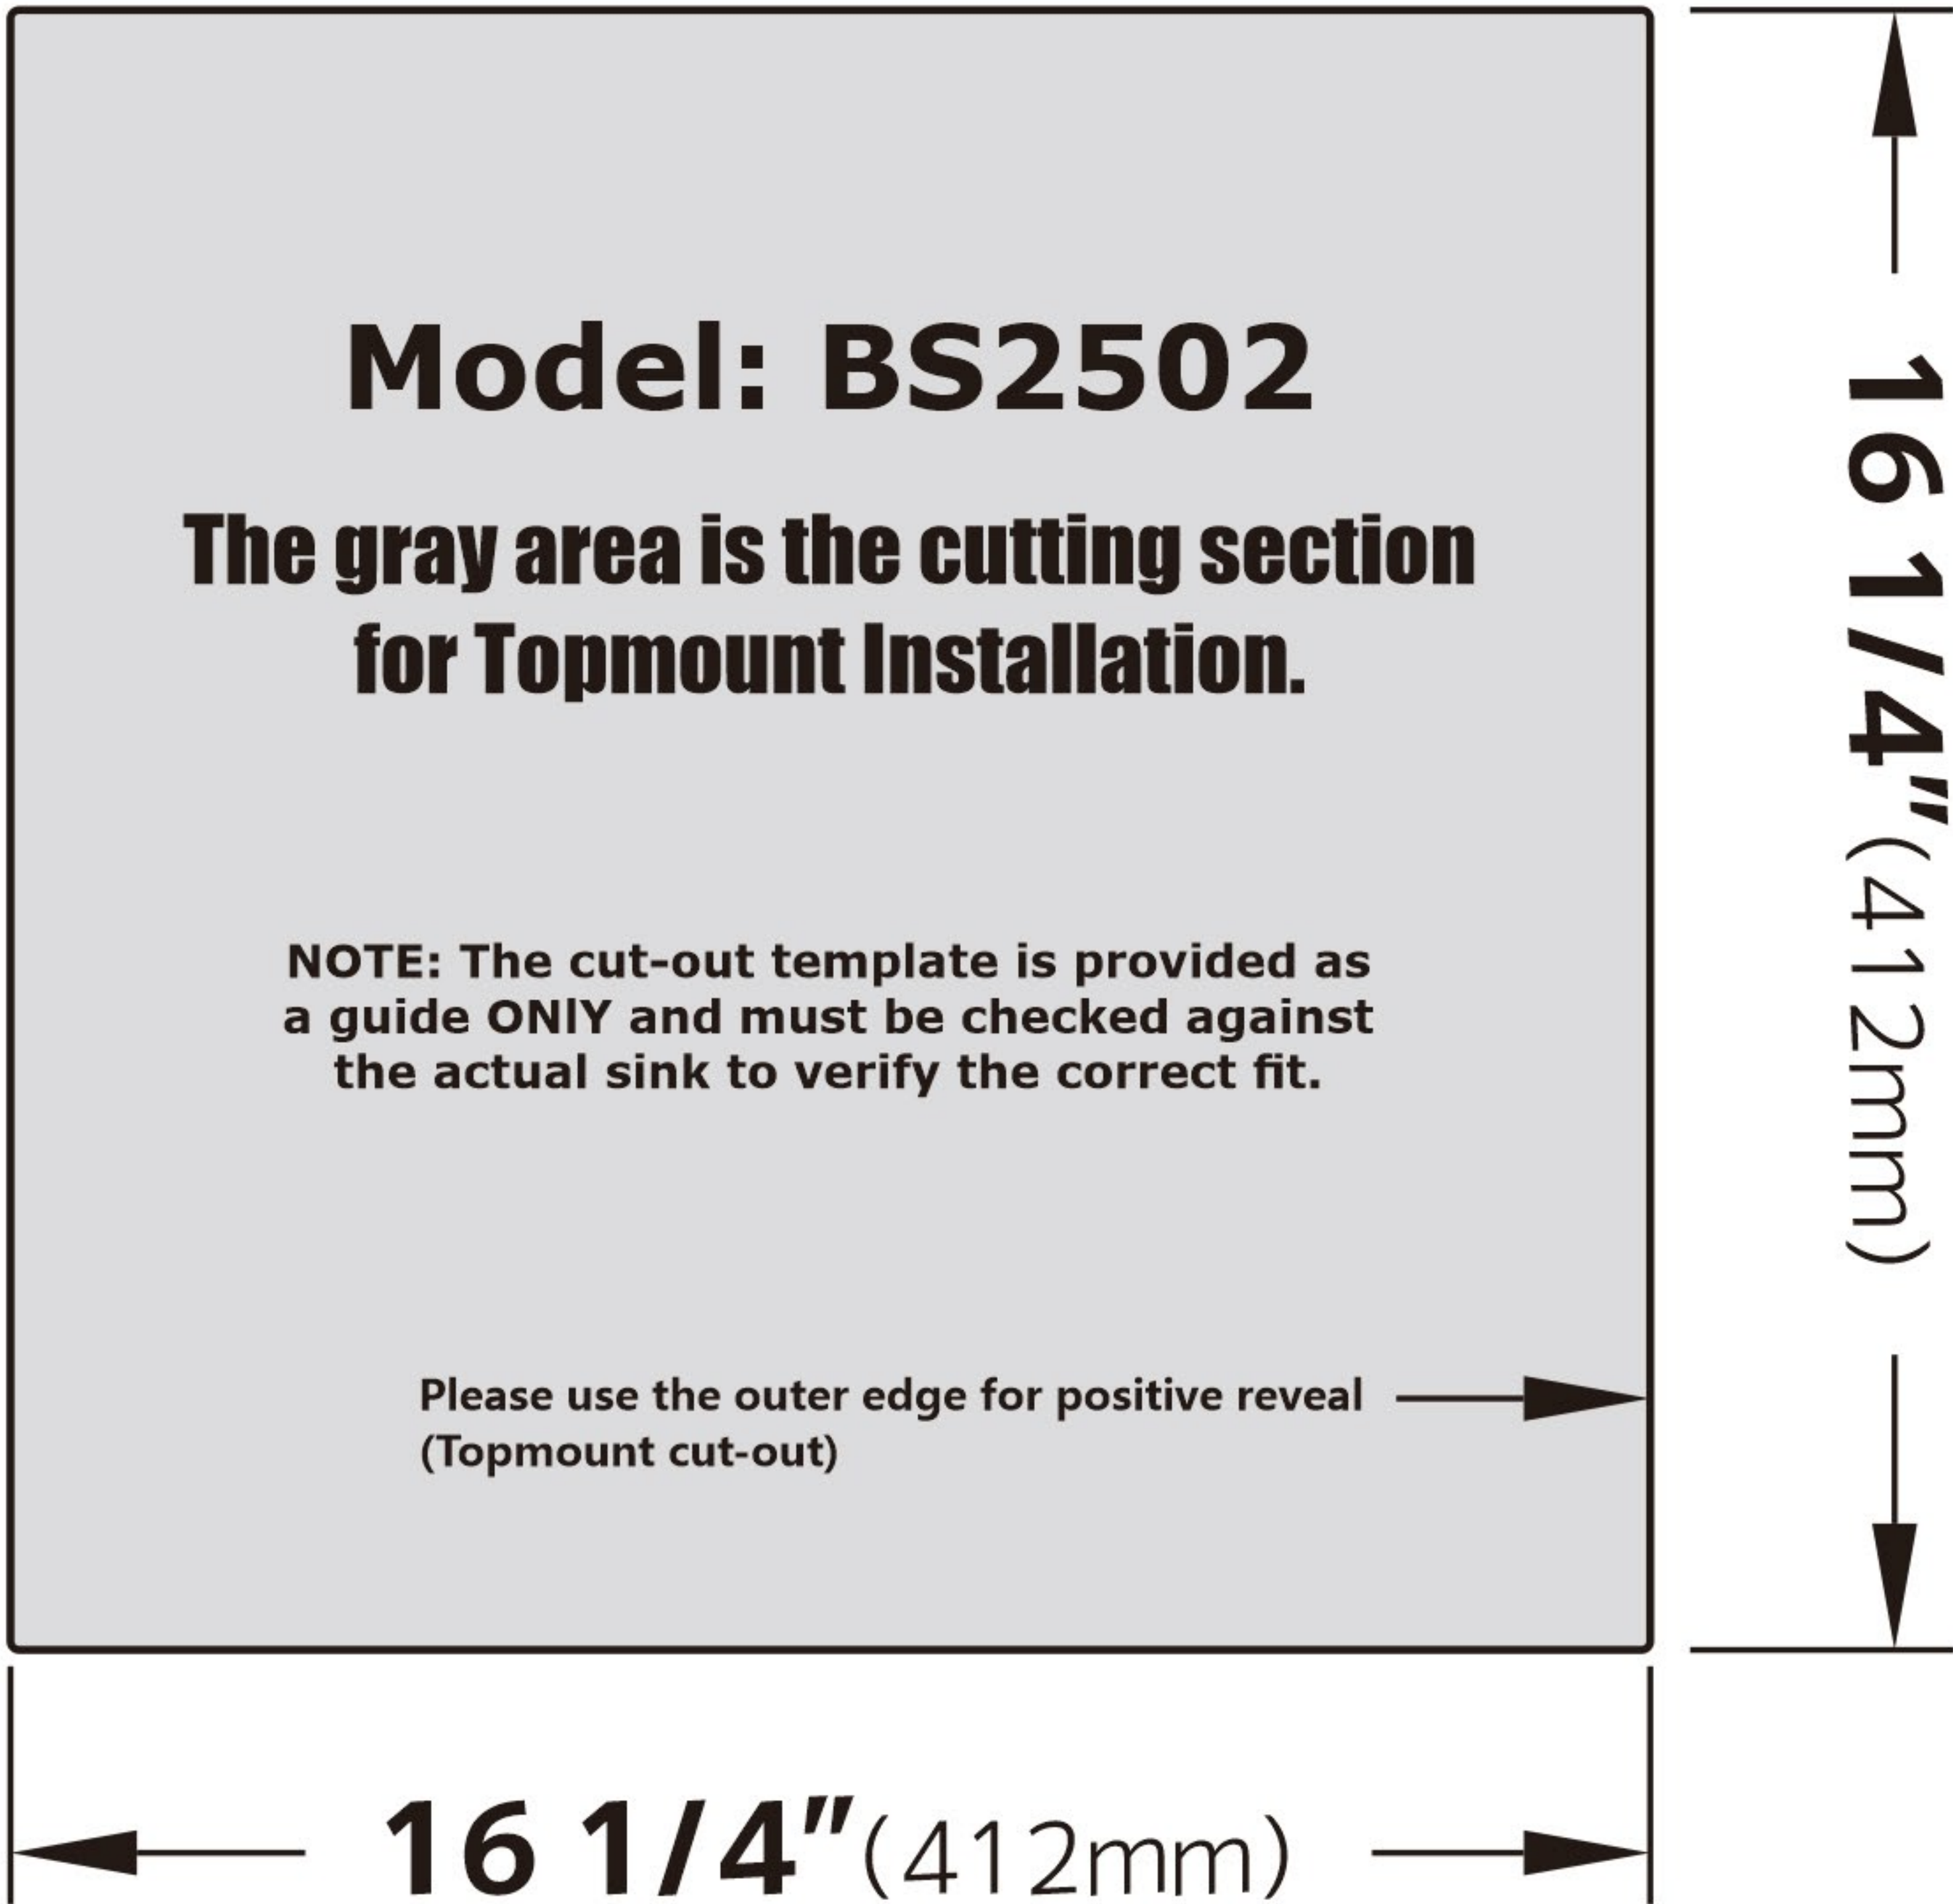 Model: BS2502
The gray area is the cutting section
for Topmount Installation.
NOTE: The cut-out template is provided as
a guide ONlY and must be checked against
the actual sink to verify the correct fit.
Please use the outer edge for positive reveal
(Topmount cut-out)
16 1/4"(412mm)
16 1/4"(412mm)